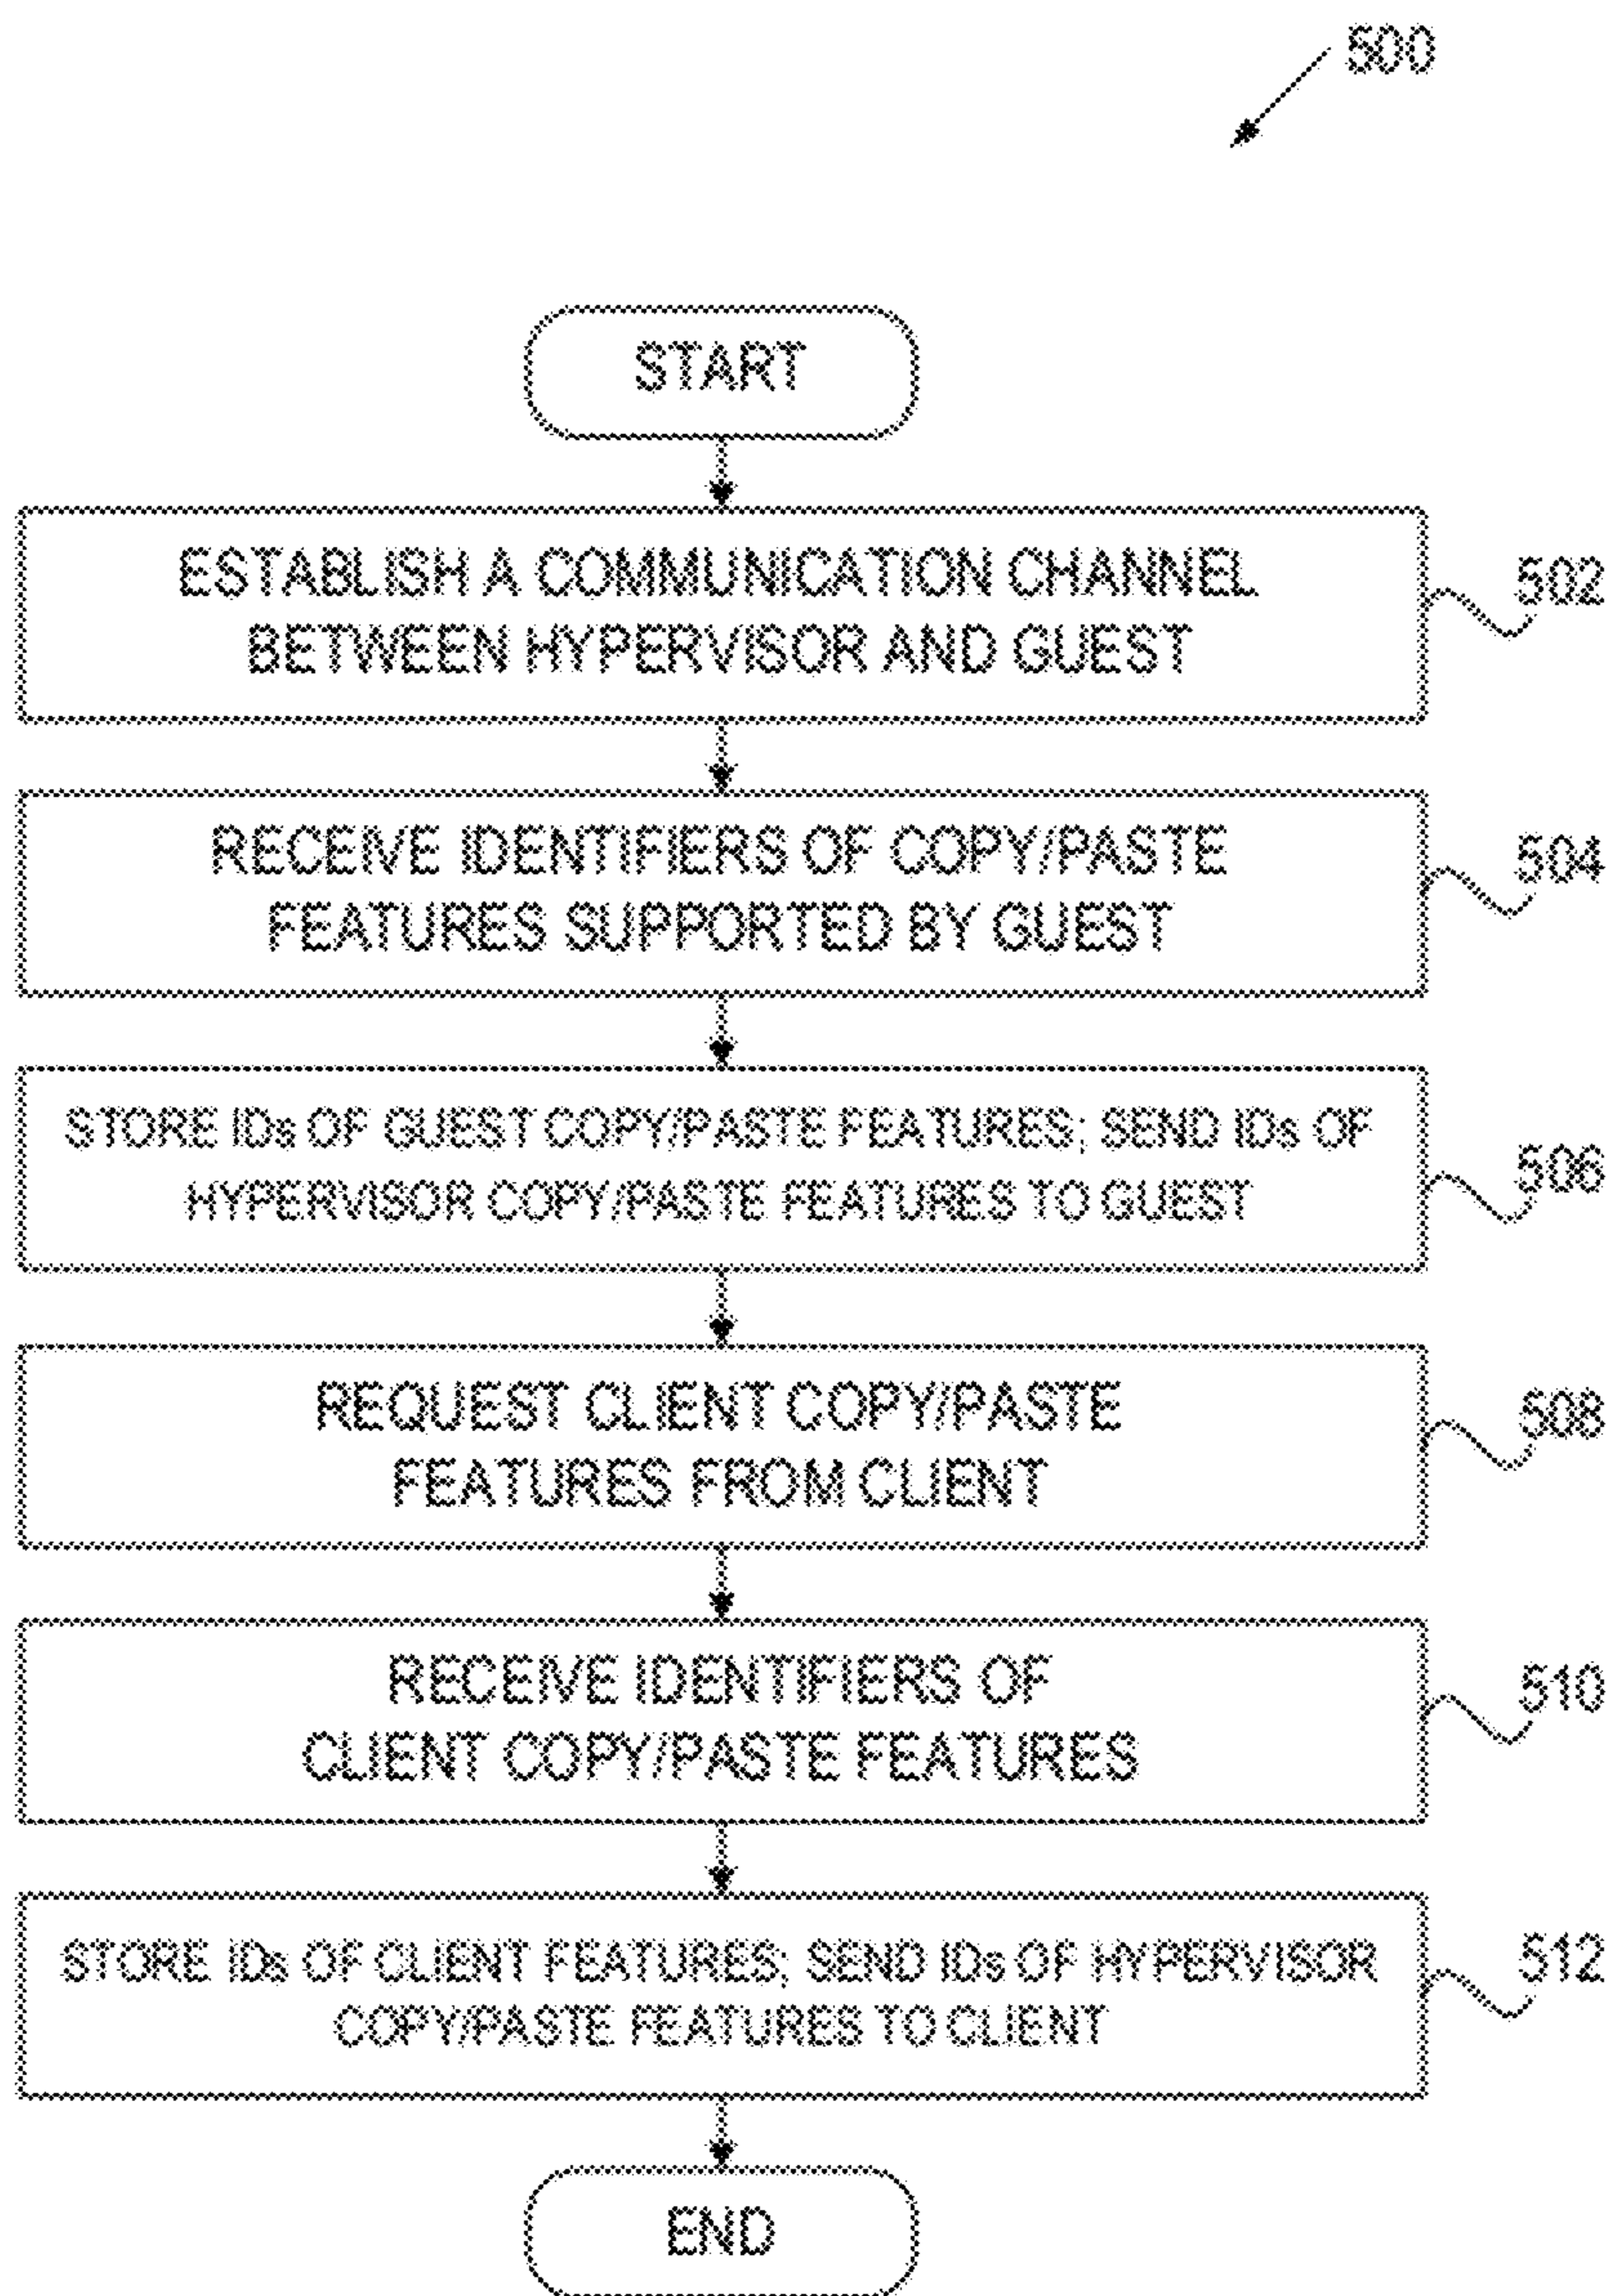 500
START
ESTABLISH A COMMUNICATION CHANNEL
BETWEEN HYPERVISOR AND GUEST
502
RECEIVE IDENTIFIERS OF COPY/PASTE
FEATURES SUPPORTED BY GUEST
504
STORE IDs OF GUEST COPY/PASTE FEATURES; SEND IDs OF
HYPERVISOR COPY/PASTE FEATURES TO GUEST
506
REQUEST CLIENT COPY/PASTE
FEATURES FROM CLIENT
508
RECEIVE IDENTIFIERS OF
CLIENT COPY/PASTE FEATURES
510
STORE IDs OF CLIENT FEATURES; SEND IDs OF HYPERVISOR
COPY/PASTE FEATURES TO CLIENT
512
END